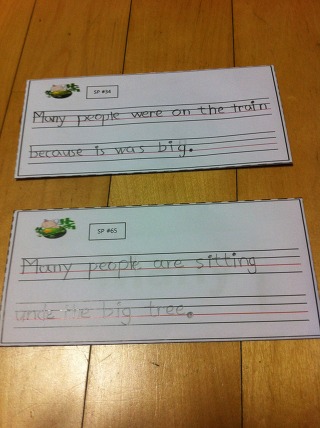 SP #34
Many people were on the train
because is was big.
SP #65
Many people are sitting
unde the big tree.